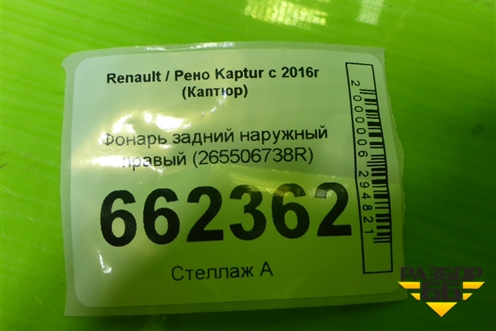 Renault / Рено Kaptur с 2016г
(Каптюр)
Фонарь задний наружный
правый (265506738R)
662362
Стеллаж А
2000006294821
РАЗБОР